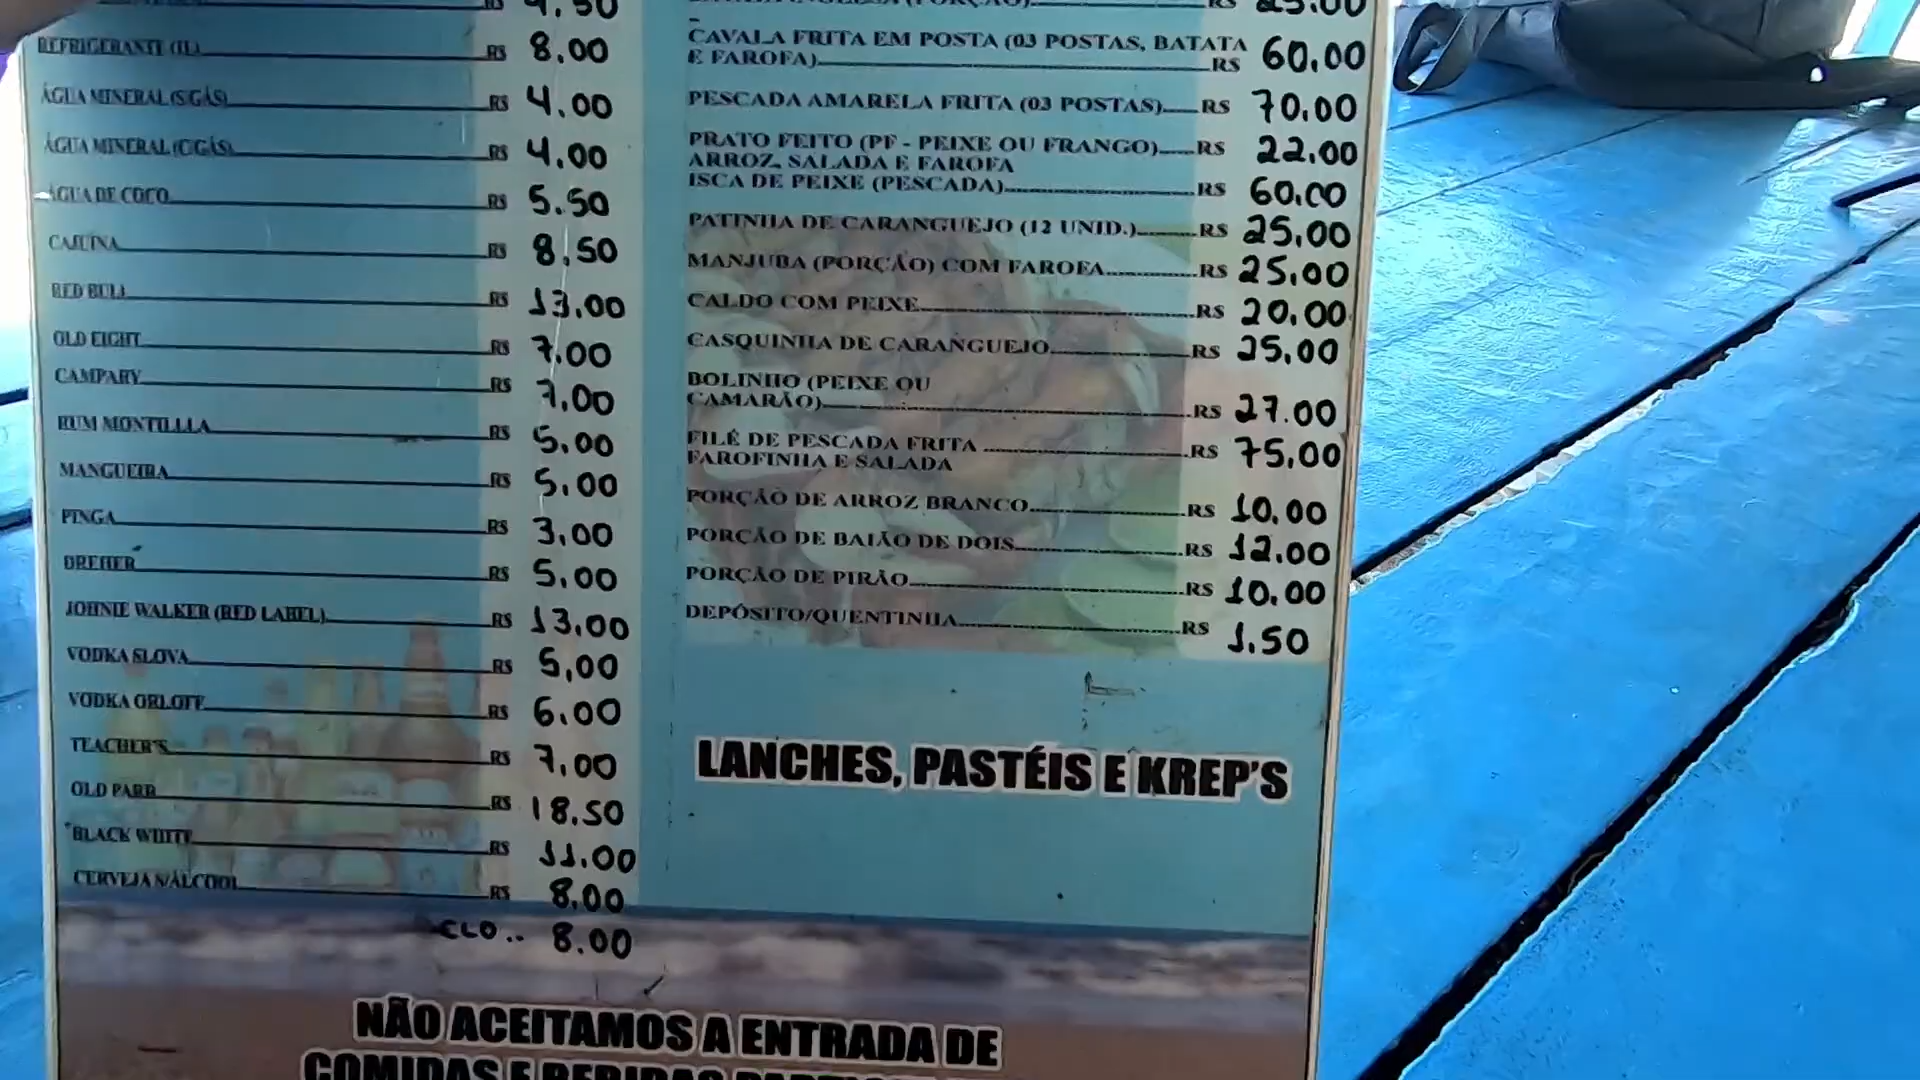 R$ 4.50
REFRIGERANTE (1L) R$ 8.00
ÁGUA MINERAL (S/GÁS) R$ 4.00
ÁGUA MINERAL (C/GÁS) R$ 4.00
ÁGUA DE COCO R$ 5.50
CAJUÍNA R$ 8.50
RED BULL R$ 13.00
OLD EIGHT R$ 7.00
CAMPARY R$ 7.00
RUM MONTILLLA R$ 5.00
MANGUEIRA R$ 5.00
PINGA R$ 3.00
DREHER R$ 5.00
JOHNIE WALKER (RED LABEL) R$ 13.00
VODKA SLOVA R$ 5,00
VODKA ORLOFF R$ 6.00
TEACHER'S R$ 7,00
OLD PARR R$ 18.50
BLACK WHITE R$ 11.00
CERVEJA N/ÁLCOOL R$ 8,00
CLO.. 8.00
(PORÇÃO) R$ 25.00
CAVALA FRITA EM POSTA (03 POSTAS, BATATA
E FAROFA) R$ 60,00
PESCADA AMARELA FRITA (03 POSTAS) R$ 70.00
PRATO FEITO (PF - PEIXE OU FRANGO) R$ 22.00
ARROZ, SALADA E FAROFA
ISCA DE PEIXE (PESCADA) R$ 60.00
PATINHA DE CARANGUEJO (12 UNID.) R$ 25,00
MANJUBA (PORÇÃO) COM FAROFA R$ 25.00
CALDO COM PEIXE R$ 20.00
CASQUINHA DE CARANGUEJO R$ 25,00
BOLINHO (PEIXE OU
CAMARÃO) R$ 27.00
FILÉ DE PESCADA FRITA R$ 75,00
FAROFINHA E SALADA
PORÇÃO DE ARROZ BRANCO R$ 10.00
PORÇÃO DE BAIÃO DE DOIS R$ 12.00
PORÇÃO DE PIRÃO R$ 10.00
DEPÓSITO/QUENTINHA R$ 1.50
LANCHES, PASTÉIS E KREP'S
NÃO ACEITAMOS A ENTRADA DE
COMIDAS E BEBIDAS